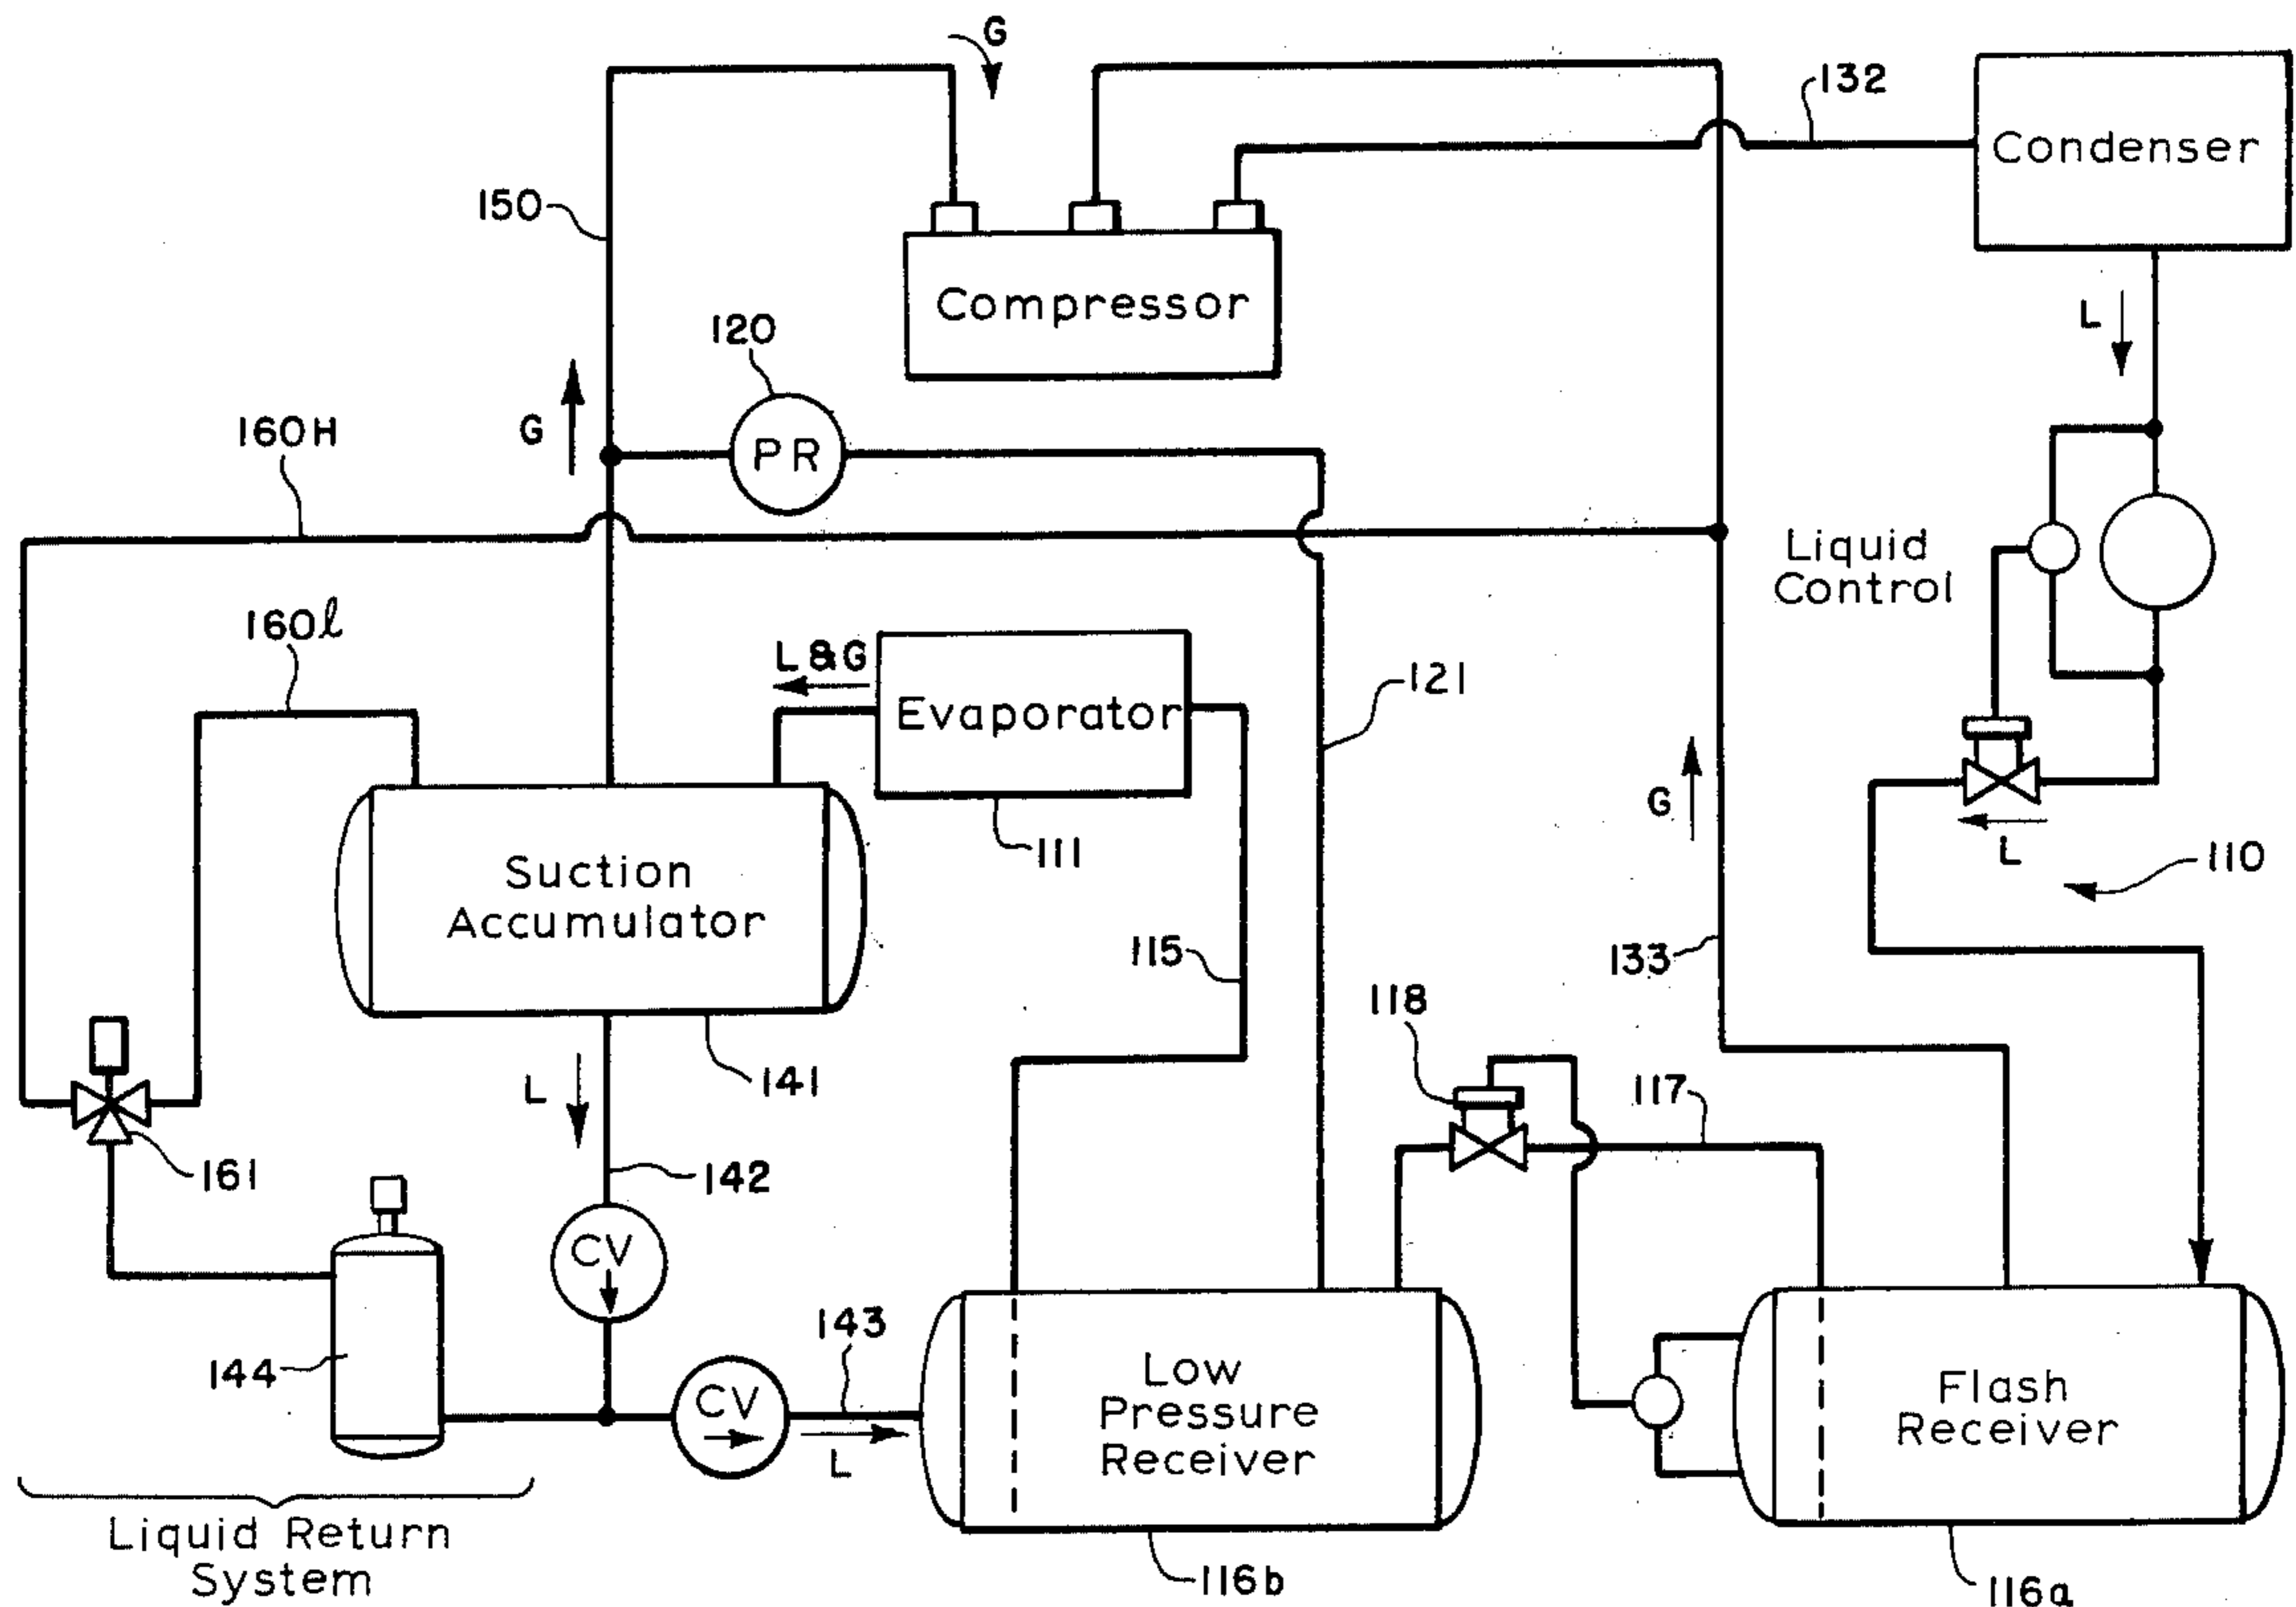 G
132
Condenser
150
Compressor
L
120
G
PR
160H
Liquid
Control
160ℓ
L&G
Evaporator
121
G
L
111
110
Suction
Accumulator
115
133
118
L
141
117
161
142
CV
143
144
CV
L
Low
Pressure
Receiver
Flash
Receiver
Liquid Return
System
116b
116a